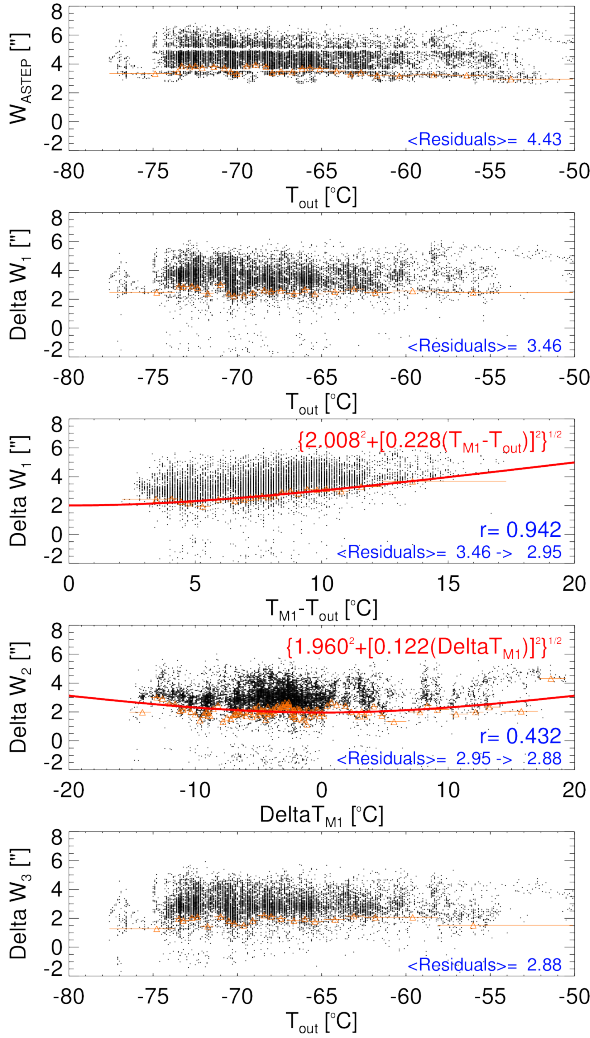 8
6
4
2
0
-2
W_ASTEP ["]
<Residuals>= 4.43
-80 -75 -70 -65 -60 -55 -50
T_out [°C]
8
6
4
2
0
-2
Delta W_1 ["]
<Residuals>= 3.46
-80 -75 -70 -65 -60 -55 -50
T_out [°C]
8
6
4
2
0
-2
Delta W_1 ["]
{2.008²+[0.228(T_M1-T_out)]²}^1/2
r= 0.942
<Residuals>= 3.46 -> 2.95
0 5 10 15 20
T_M1-T_out [°C]
8
6
4
2
0
-2
Delta W_2 ["]
{1.960²+[0.122(DeltaT_M1)]²}^1/2
r= 0.432
<Residuals>= 2.95 -> 2.88
-20 -10 0 10 20
DeltaT_M1 [°C]
8
6
4
2
0
-2
Delta W_3 ["]
<Residuals>= 2.88
-80 -75 -70 -65 -60 -55 -50
T_out [°C]